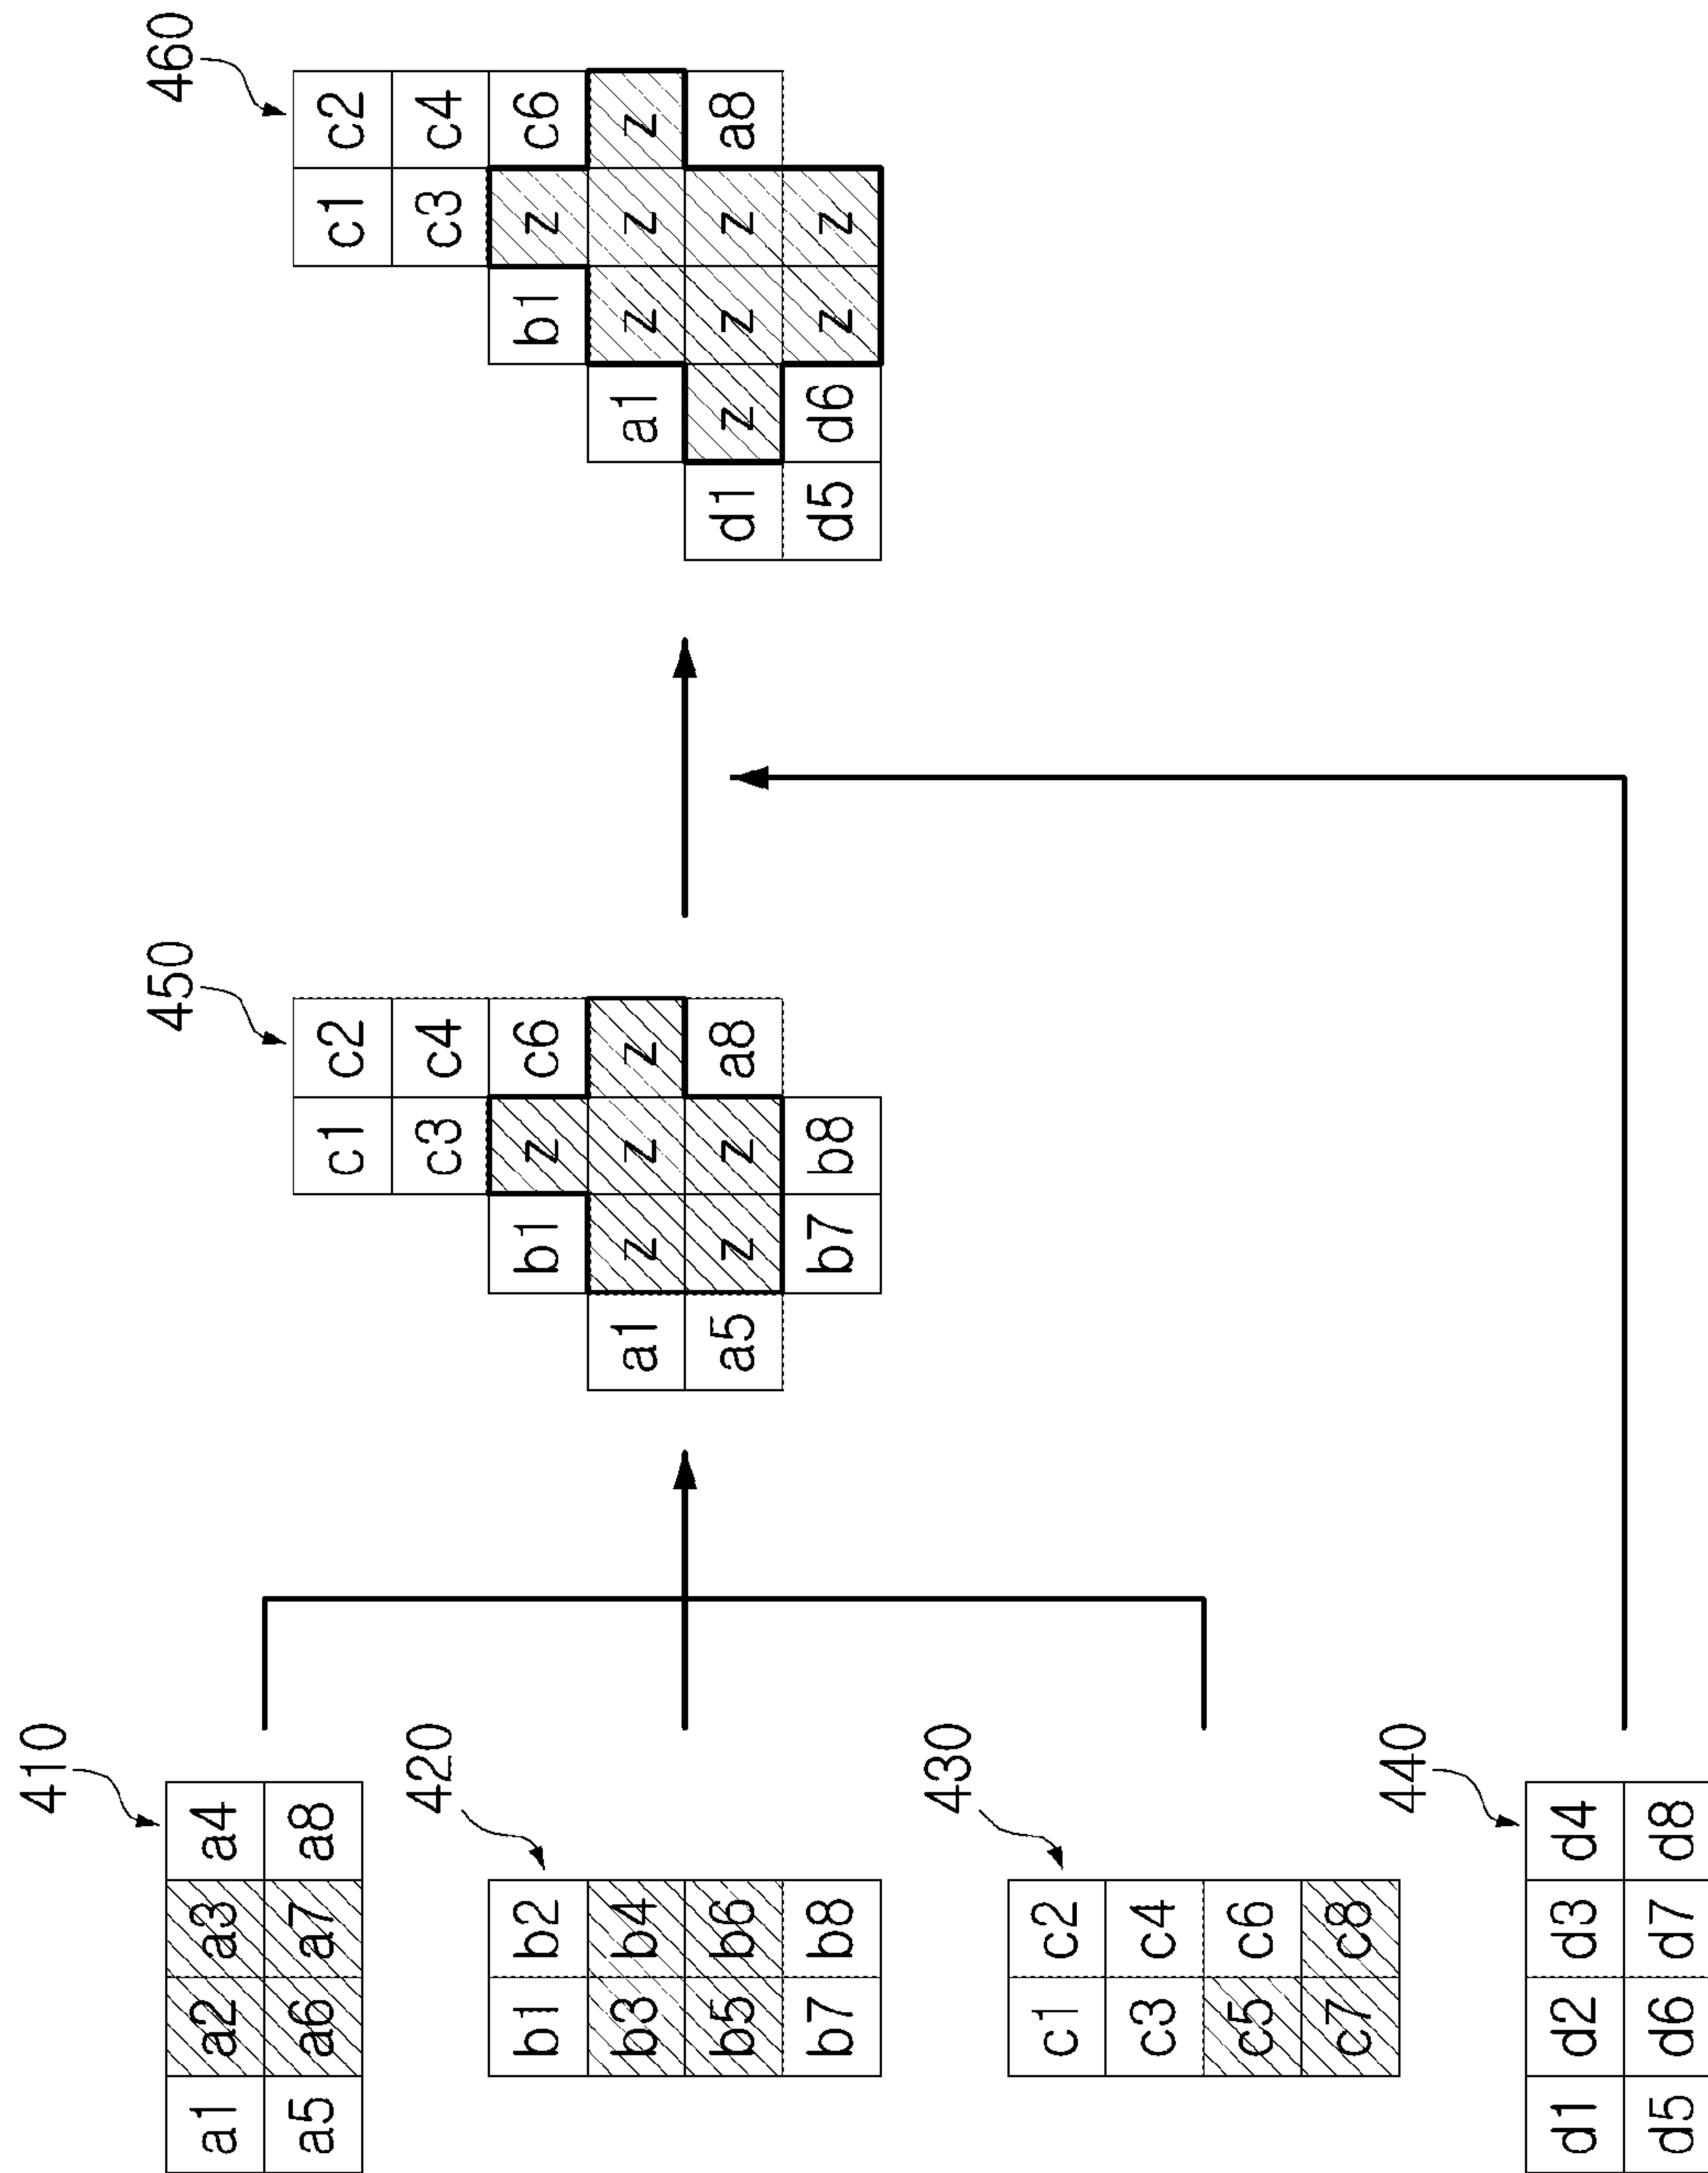 410
a1 a2 a3 a4
a5 a6 a7 a8
420
b1 b2
b3 b4
b5 b6
b7 b8
430
c1 c2
c3 c4
c5 c6
c7 c8
440
d1 d2 d3 d4
d5 d6 d7 d8
450
c1 c2
c3 c4
b1 z c6
a1 z z z
a5 z z a8
b7 b8
460
c1 c2
c3 c4
b1 z c6
a1 z z z
d1 z z z a8
d5 d6 z z